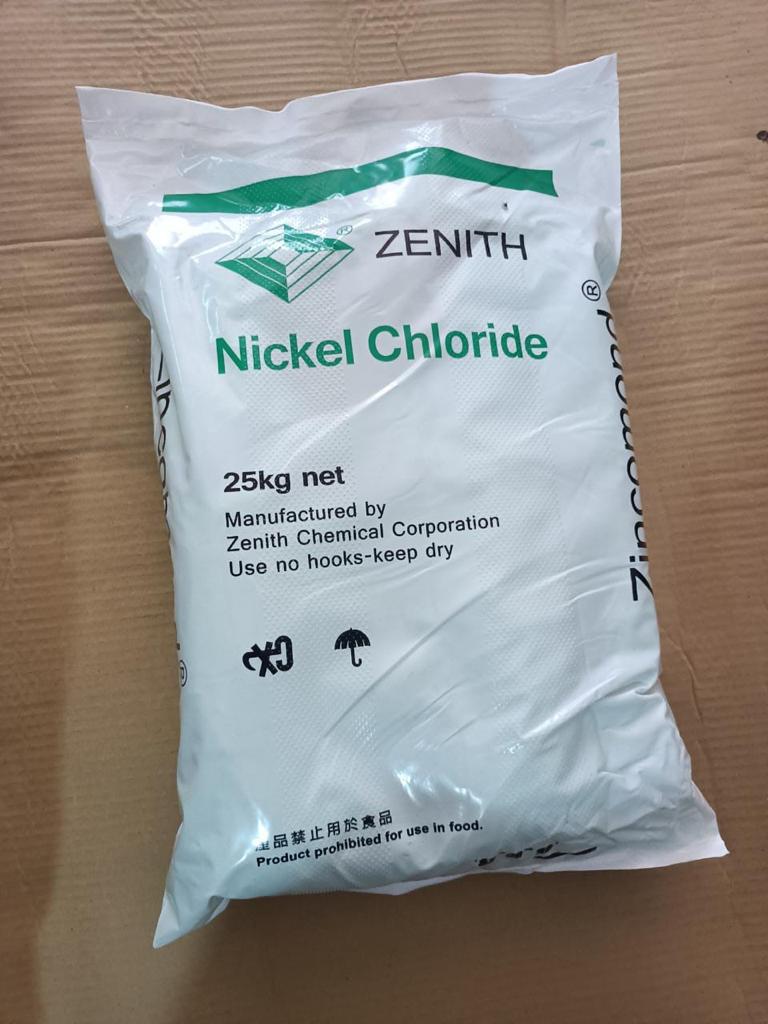 ®
ZENITH
Nickel Chloride
25kg net
Manufactured by
Zenith Chemical Corporation
Use no hooks-keep dry
品禁止用於食品
Product prohibited for use in food.
Zincomond®
®